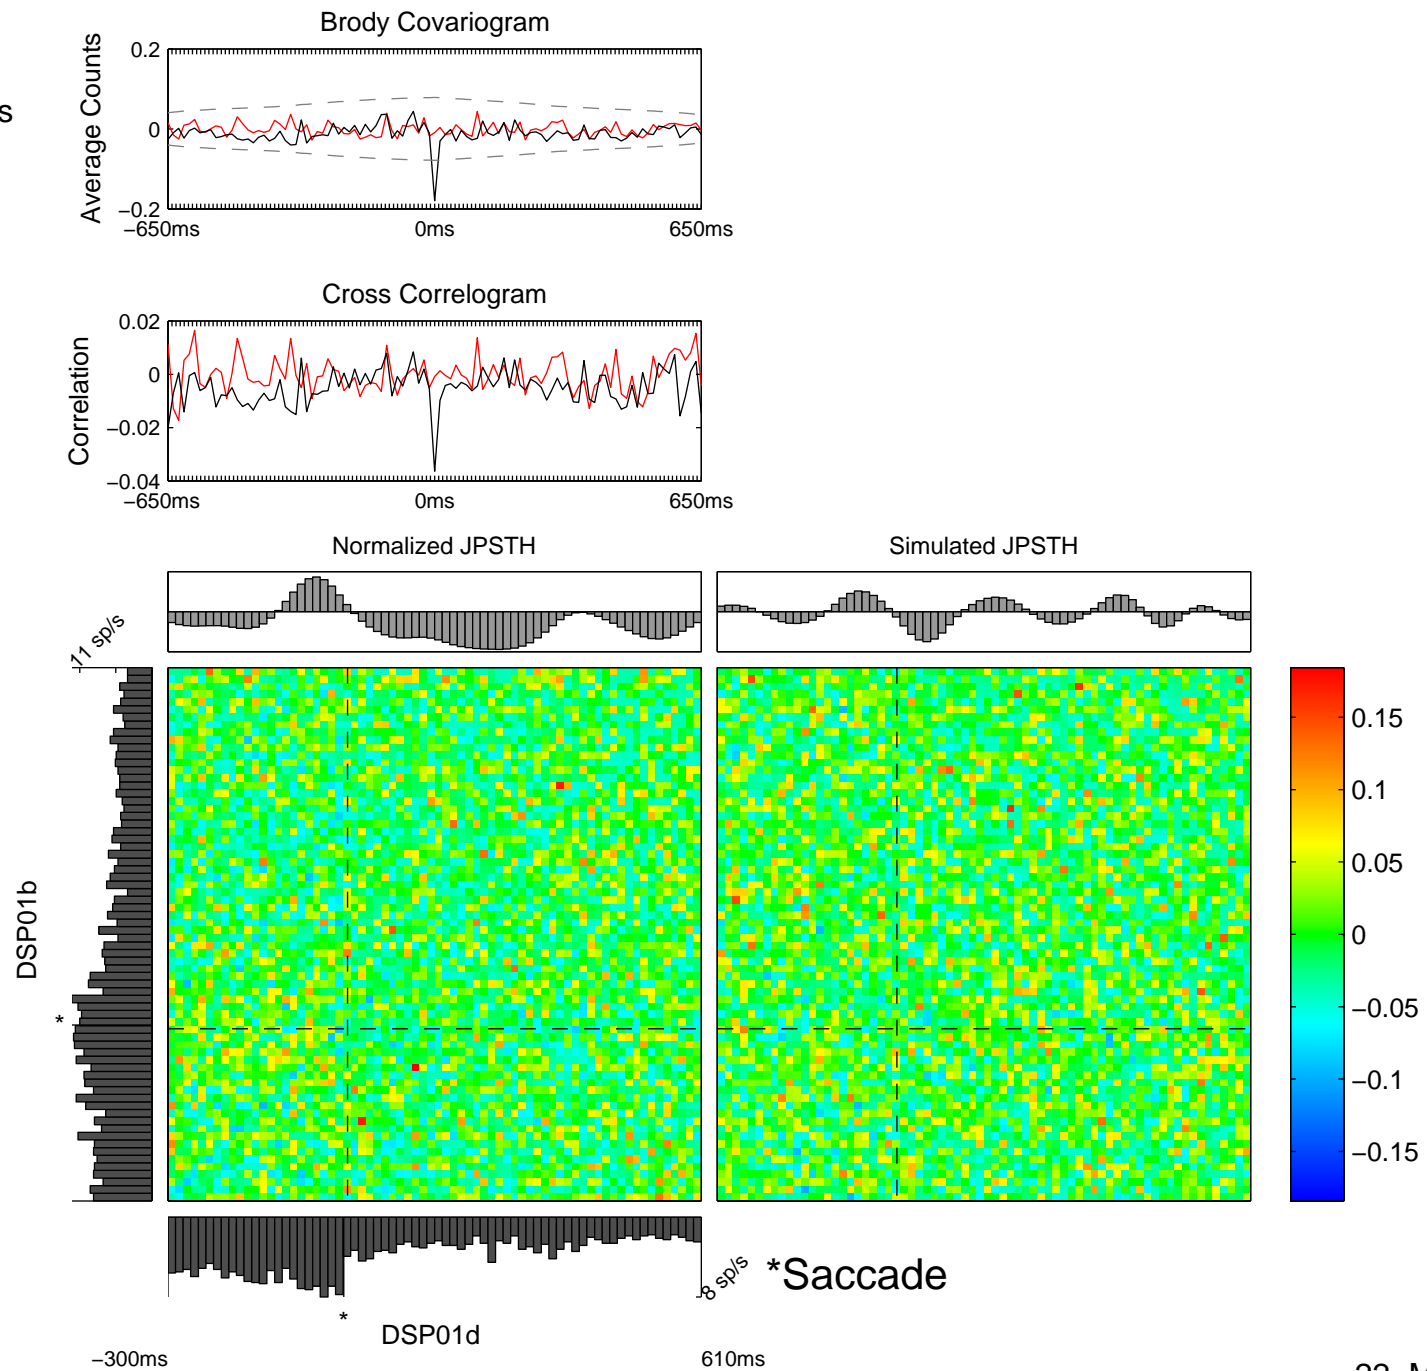 Brody Covariogram
s
Average Counts
0.2
0
−0.2
−650ms
0ms
650ms
Cross Correlogram
Correlation
0.02
0
−0.02
−0.04
−650ms
0ms
650ms
Normalized JPSTH
Simulated JPSTH
11 sp/s
DSP01b
*
0.15
0.1
0.05
0
−0.05
−0.1
−0.15
8 sp/s
*Saccade
*
DSP01d
−300ms
610ms